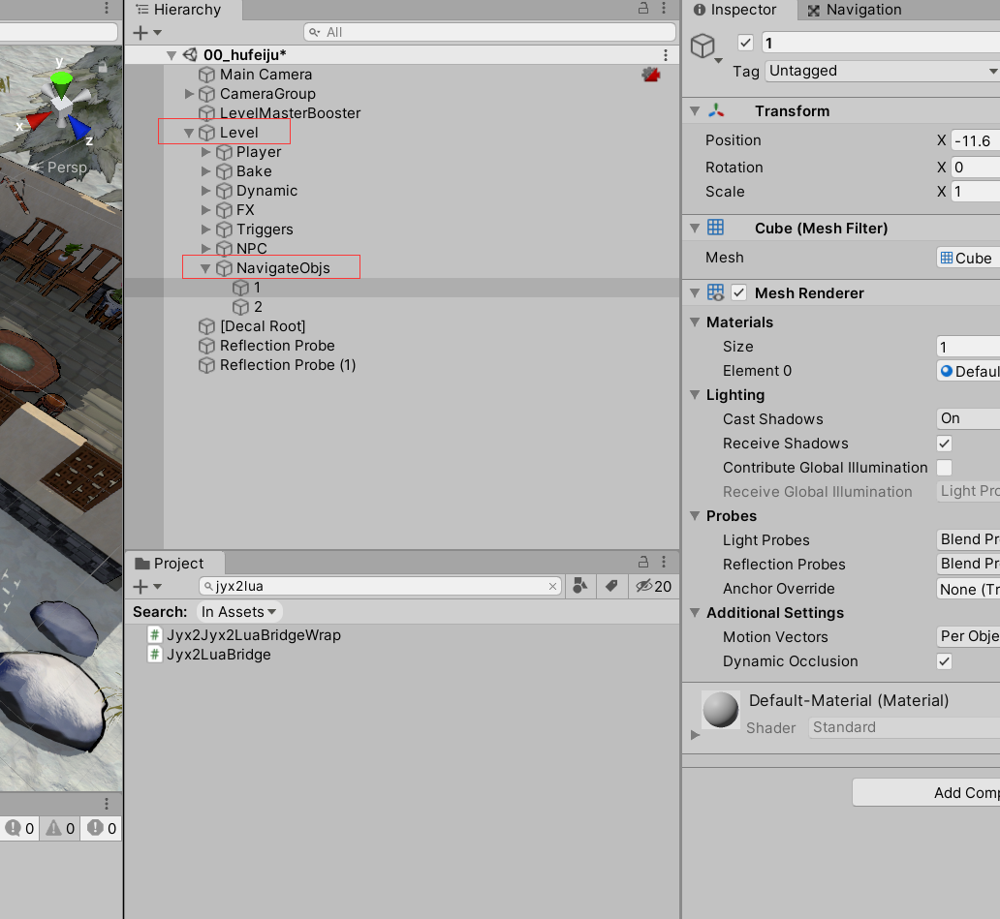 Hierarchy
All
00_hufeiju*
Main Camera
CameraGroup
LevelMasterBooster
Level
Player
Bake
Dynamic
FX
Triggers
NPC
NavigateObjs
1
2
[Decal Root]
Reflection Probe
Reflection Probe (1)
y
x
z
Persp
0
0
0
Project
jyx2lua
20
Search: In Assets
Jyx2Jyx2LuaBridgeWrap
Jyx2LuaBridge
Inspector
Navigation
1
Tag Untagged
Transform
Position X -11.6
Rotation X 0
Scale X 1
Cube (Mesh Filter)
Mesh Cube
Mesh Renderer
Materials
Size 1
Element 0 Defau
Lighting
Cast Shadows On
Receive Shadows
Contribute Global Illumination
Receive Global Illumination Light Pro
Probes
Light Probes Blend Pr
Reflection Probes Blend Pr
Anchor Override None (Tr
Additional Settings
Motion Vectors Per Obje
Dynamic Occlusion
Default-Material (Material)
Shader Standard
Add Comp